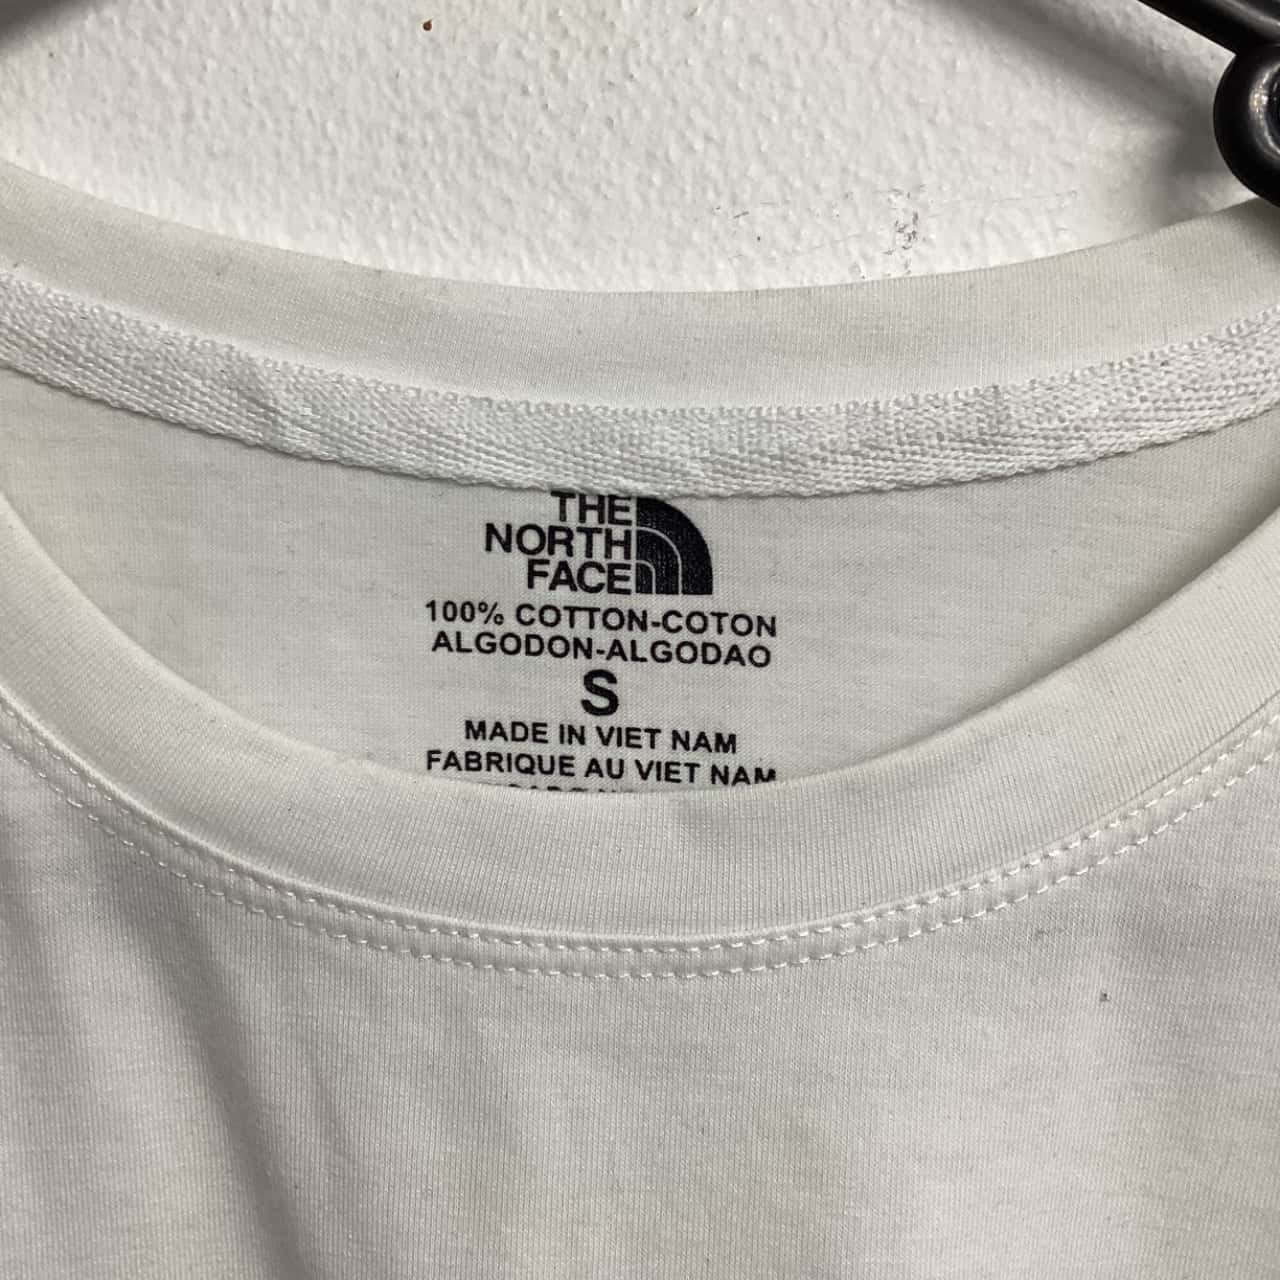 THE
NORTH
FACE
100% COTTON-COTON
ALGODON-ALGODAO
S
MADE IN VIET NAM
FABRIQUE AU VIET NAM